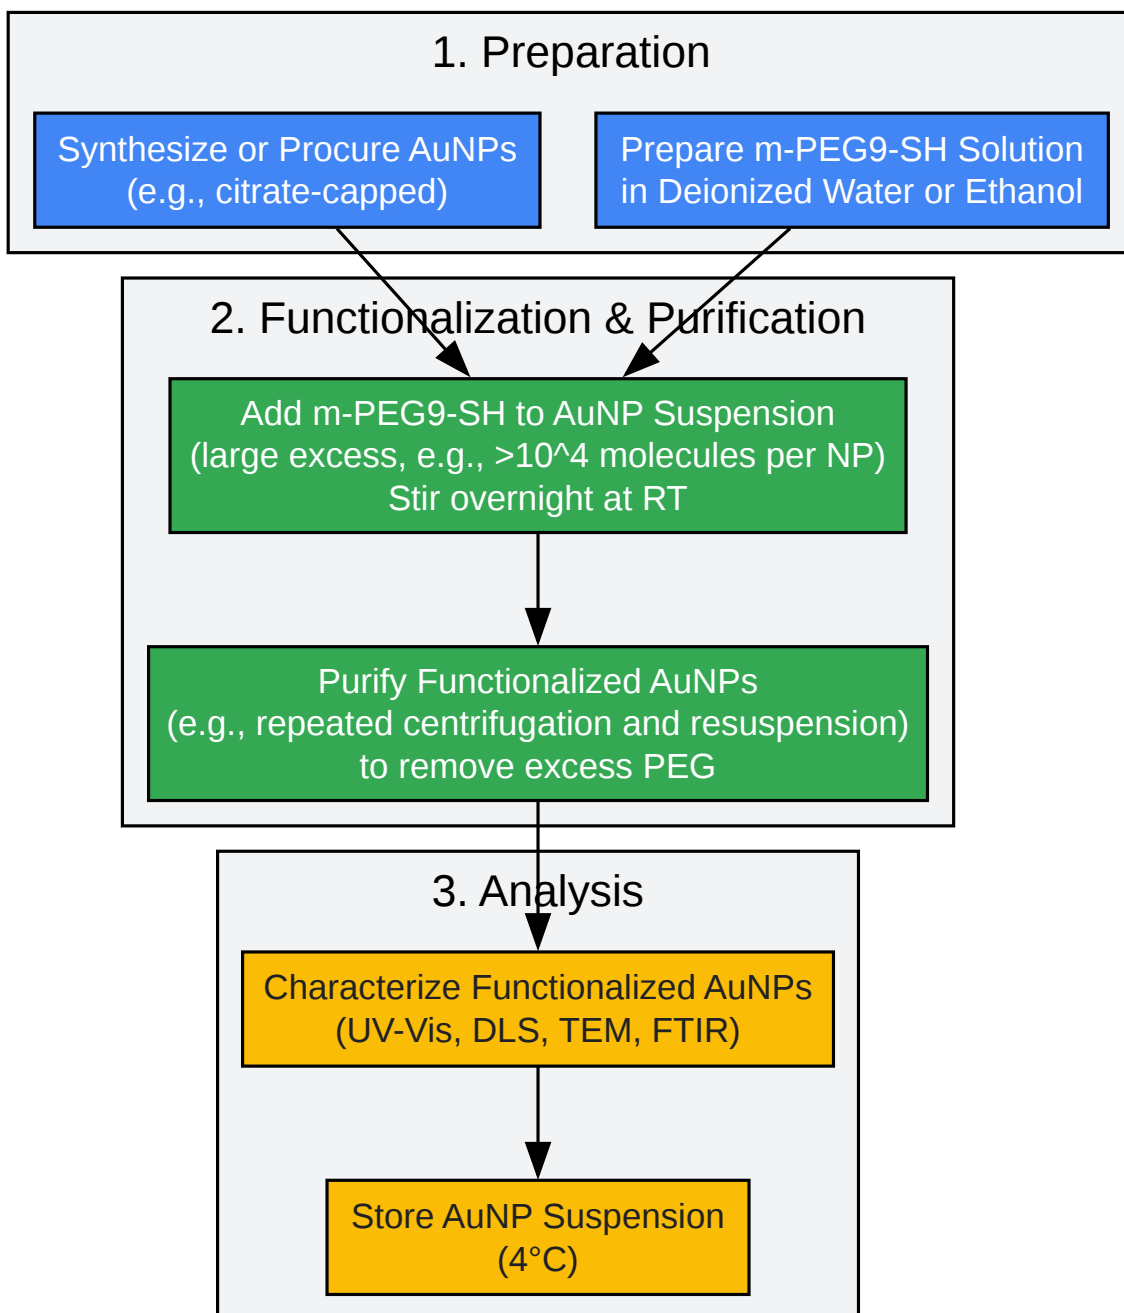 1. Preparation
Synthesize or Procure AuNPs
(e.g., citrate-capped)
Prepare m-PEG9-SH Solution
in Deionized Water or Ethanol
2. Functionalization & Purification
Add m-PEG9-SH to AuNP Suspension
(large excess, e.g., >10^4 molecules per NP)
Stir overnight at RT
Purify Functionalized AuNPs
(e.g., repeated centrifugation and resuspension)
to remove excess PEG
3. Analysis
Characterize Functionalized AuNPs
(UV-Vis, DLS, TEM, FTIR)
Store AuNP Suspension
(4°C)